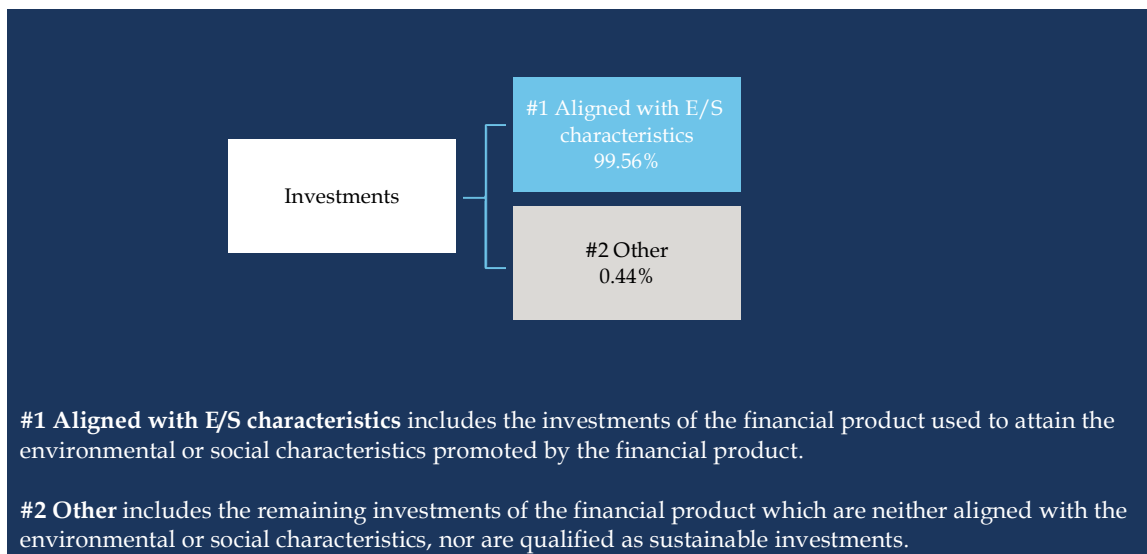 #1 Aligned with E/S
characteristics
99.56%
Investments
#2 Other
0.44%
#1 Aligned with E/S characteristics includes the investments of the financial product used to attain the
environmental or social characteristics promoted by the financial product.
#2 Other includes the remaining investments of the financial product which are neither aligned with the
environmental or social characteristics, nor are qualified as sustainable investments.